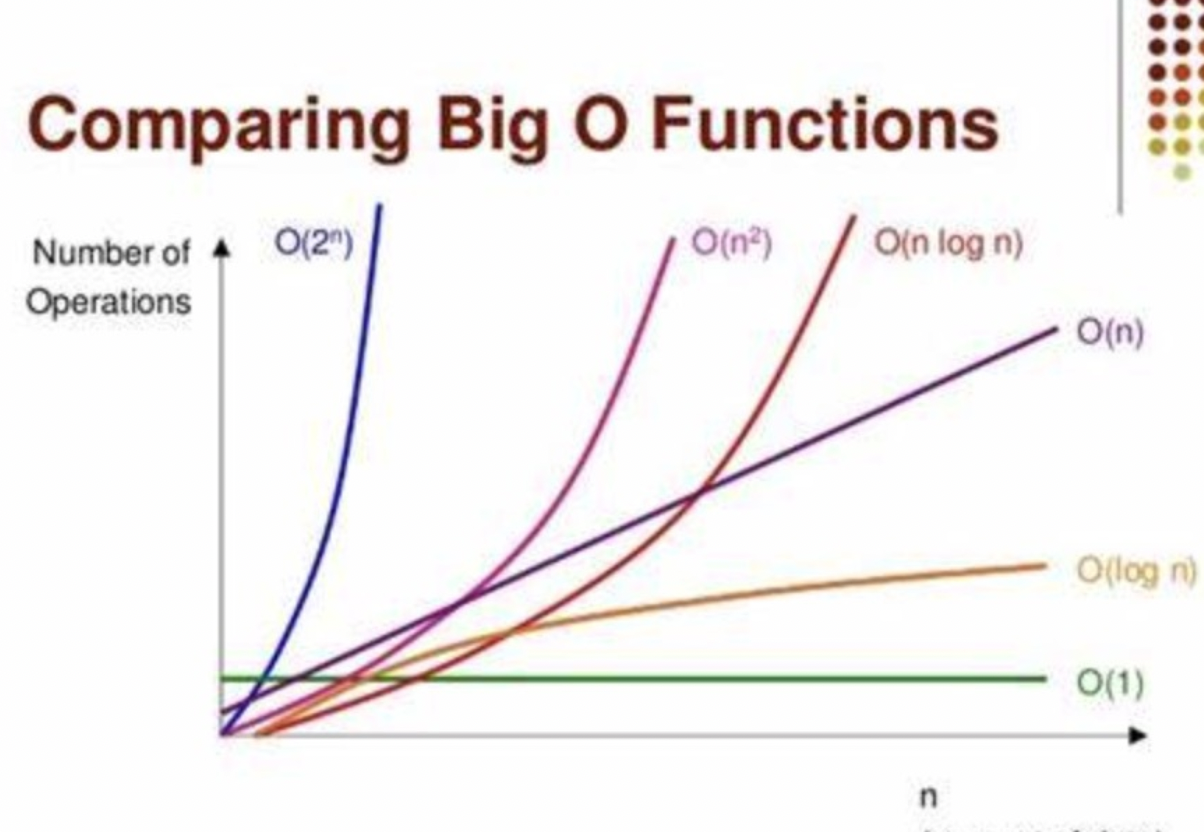 Comparing Big O Functions
Number of
Operations
O(2ⁿ)
O(n²)
O(n log n)
O(n)
O(log n)
O(1)
n